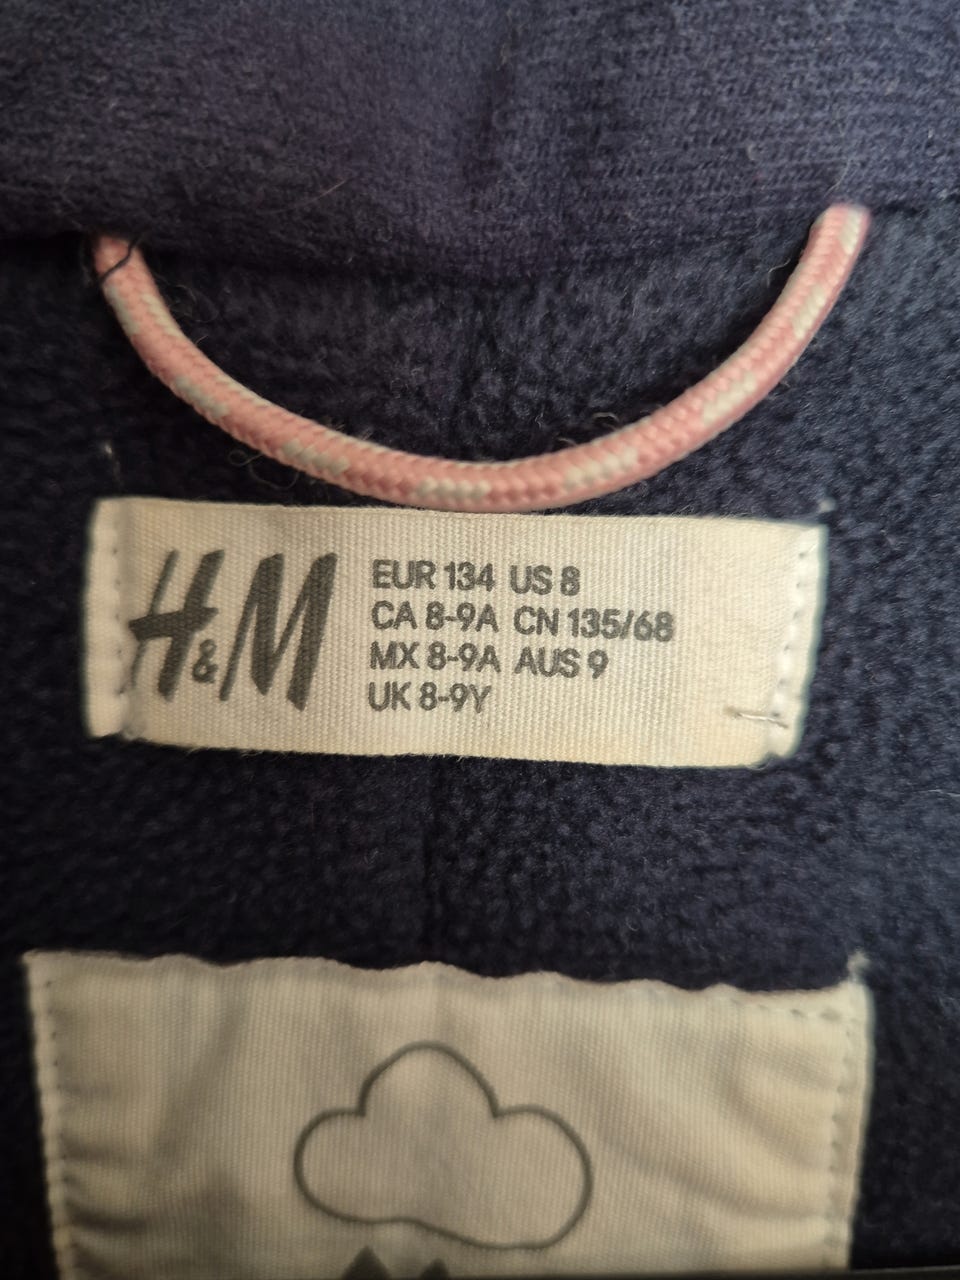 H&M
EUR 134 US 8
CA 8-9A CN 135/68
MX 8-9A AUS 9
UK 8-9Y